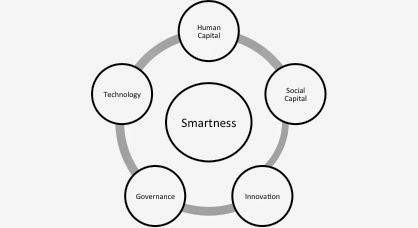 Human
Capital
Social
Capital
Technology
Smartness
Governance
Innovation